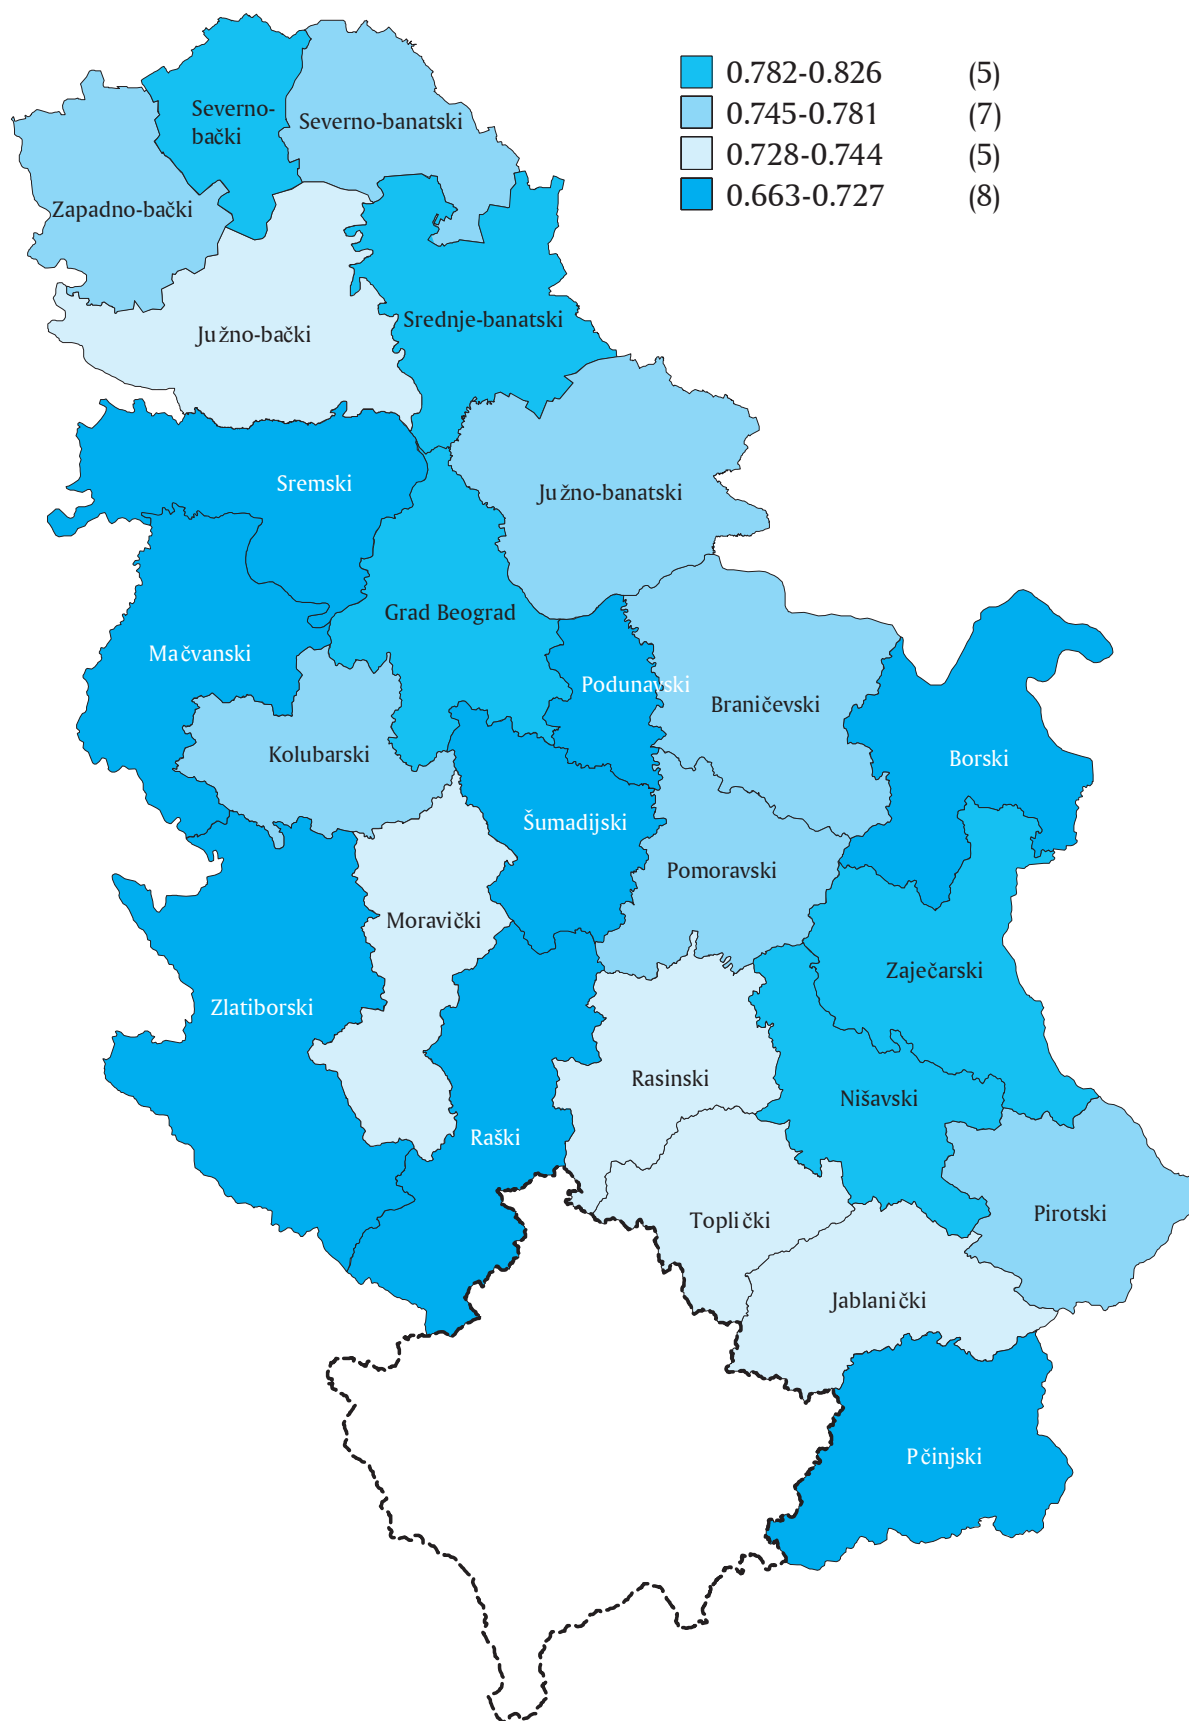 0.782-0.826 (5)
0.745-0.781 (7)
0.728-0.744 (5)
0.663-0.727 (8)
Severno-
bački
Severno-banatski
Zapadno-bački
Južno-bački
Srednje-banatski
Sremski
Južno-banatski
Grad Beograd
Mačvanski
Podunavski
Braničevski
Kolubarski
Borski
Šumadijski
Pomoravski
Moravički
Zaječarski
Zlatiborski
Rasinski
Nišavski
Raški
Toplički
Pirotski
Jablanički
Pčinjski